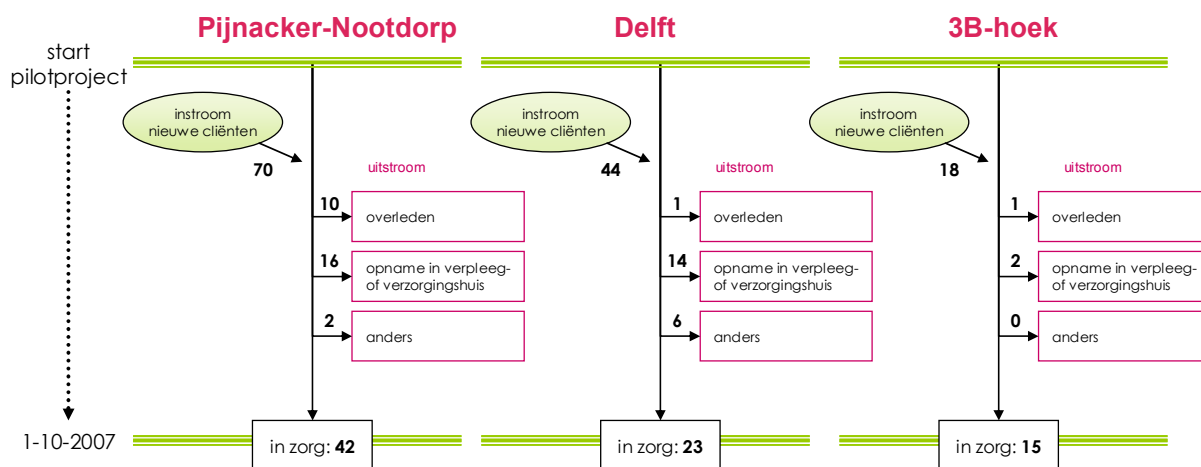 Pijnacker-Nootdorp
Delft
3B-hoek
start
pilotproject
instroom
nieuwe cliënten
70
uitstroom
10
overleden
16
opname in verpleeg-
of verzorgingshuis
2
anders
instroom
nieuwe cliënten
44
uitstroom
1
overleden
14
opname in verpleeg-
of verzorgingshuis
6
anders
instroom
nieuwe cliënten
18
uitstroom
1
overleden
2
opname in verpleeg-
of verzorgingshuis
0
anders
1-10-2007
in zorg: 42
in zorg: 23
in zorg: 15